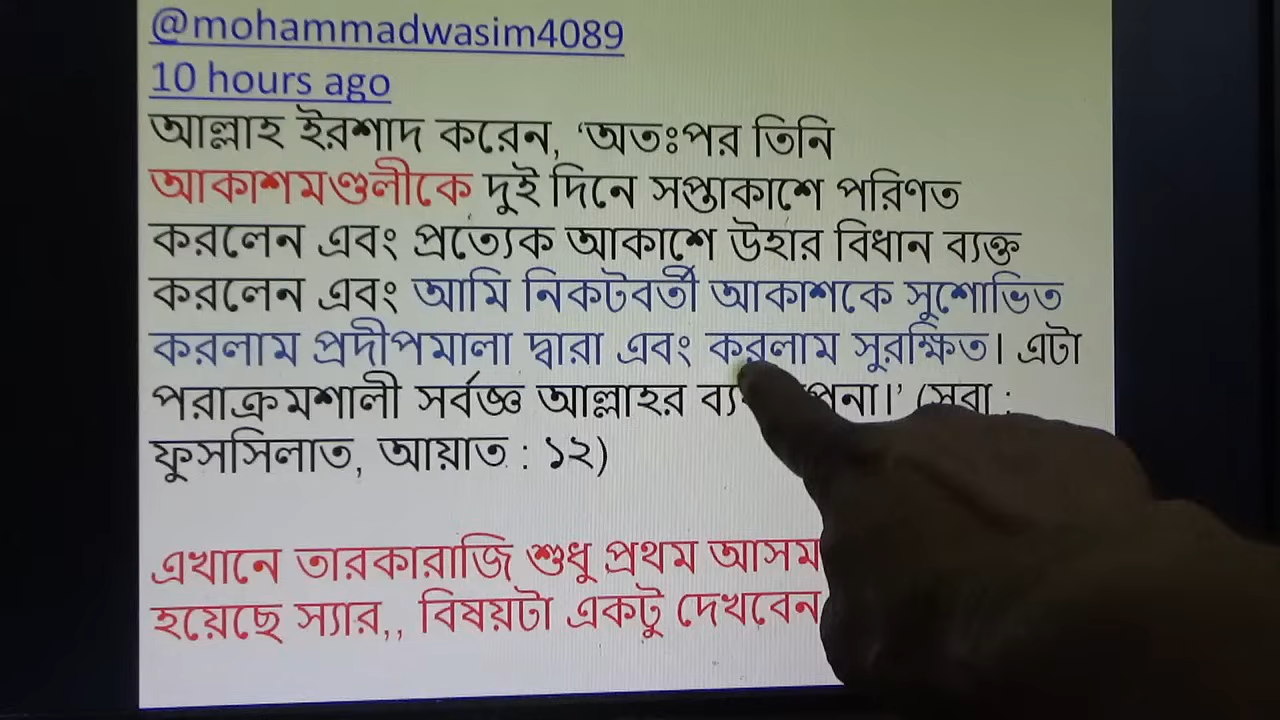 @mohammadwasim4089
10 hours ago
আল্লাহ ইরশাদ করেন, ‘অতঃপর তিনি
আকাশমণ্ডলীকে দুই দিনে সপ্তাকাশে পরিণত
করলেন এবং প্রত্যেক আকাশে উহার বিধান ব্যক্ত
করলেন এবং আমি নিকটবর্তী আকাশকে সুশোভিত
করলাম প্রদীপমালা দ্বারা এবং করলাম সুরক্ষিত। এটা
পরাক্রমশালী সর্বজ্ঞ আল্লাহর (সুরা :
ফুসসিলাত, আয়াত : ১২)
এখানে তারকারাজি শুধু প্রথম
হয়েছে স্যার,, বিষয়টা একটু দেখবেন